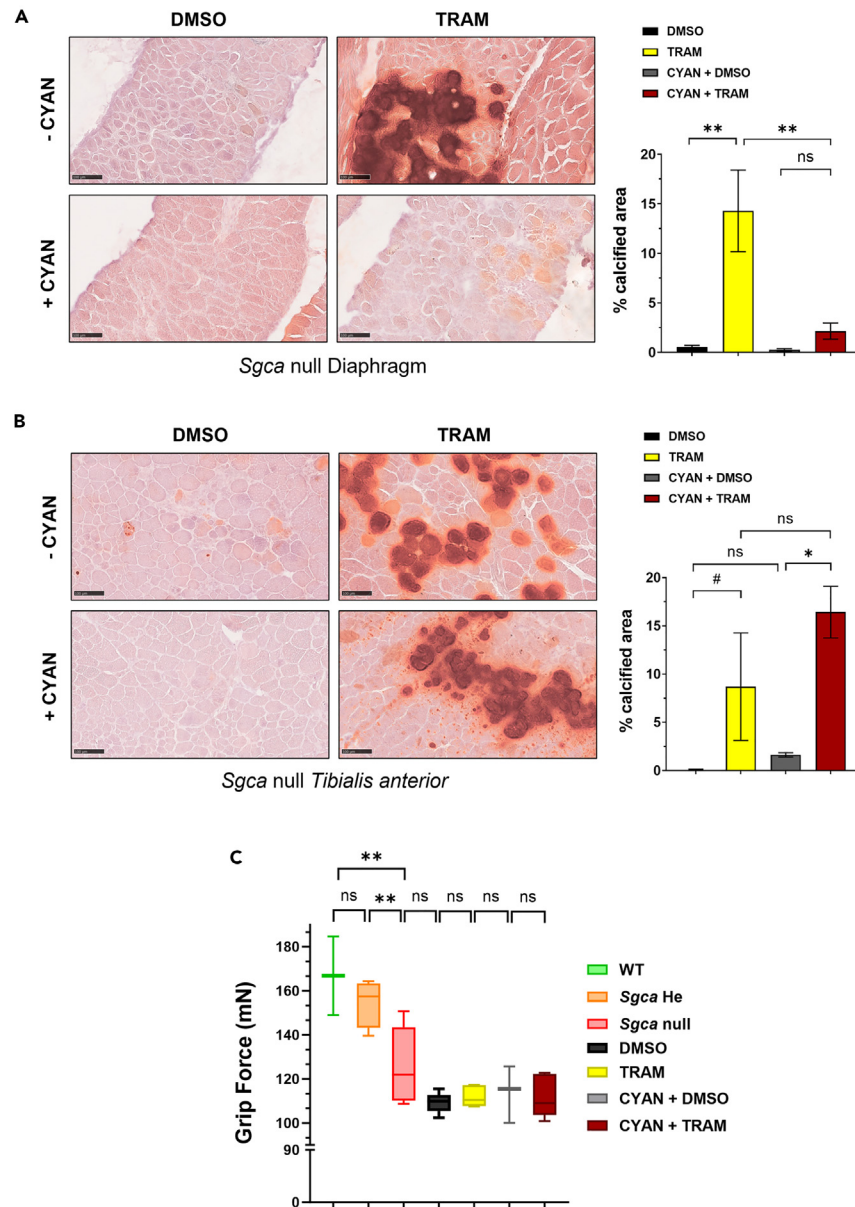 A
DMSO
TRAM
- CYAN
+ CYAN
Sgca null Diaphragm
DMSO
TRAM
CYAN + DMSO
CYAN + TRAM
** **
ns
% calcified area
20
15
10
5
0
B
DMSO
TRAM
- CYAN
+ CYAN
Sgca null Tibialis anterior
DMSO
TRAM
CYAN + DMSO
CYAN + TRAM
ns
ns *
#
% calcified area
20
15
10
5
0
C
**
ns ** ns ns ns ns
Grip Force (mN)
180
160
140
120
100
90
0
WT
Sgca He
Sgca null
DMSO
TRAM
CYAN + DMSO
CYAN + TRAM